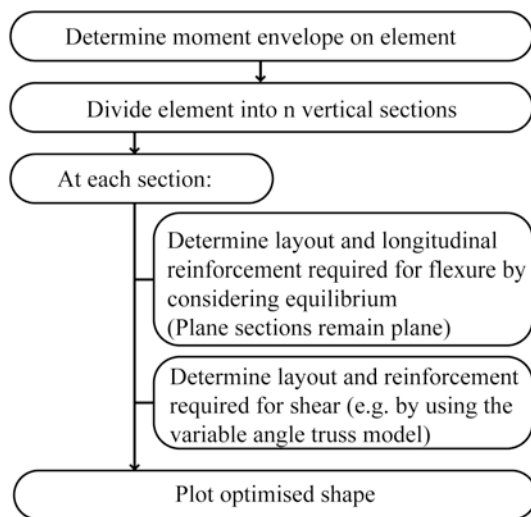 Determine moment envelope on element
Divide element into n vertical sections
At each section:
Determine layout and longitudinal
reinforcement required for flexure by
considering equilibrium
(Plane sections remain plane)
Determine layout and reinforcement
required for shear (e.g. by using the
variable angle truss model)
Plot optimised shape